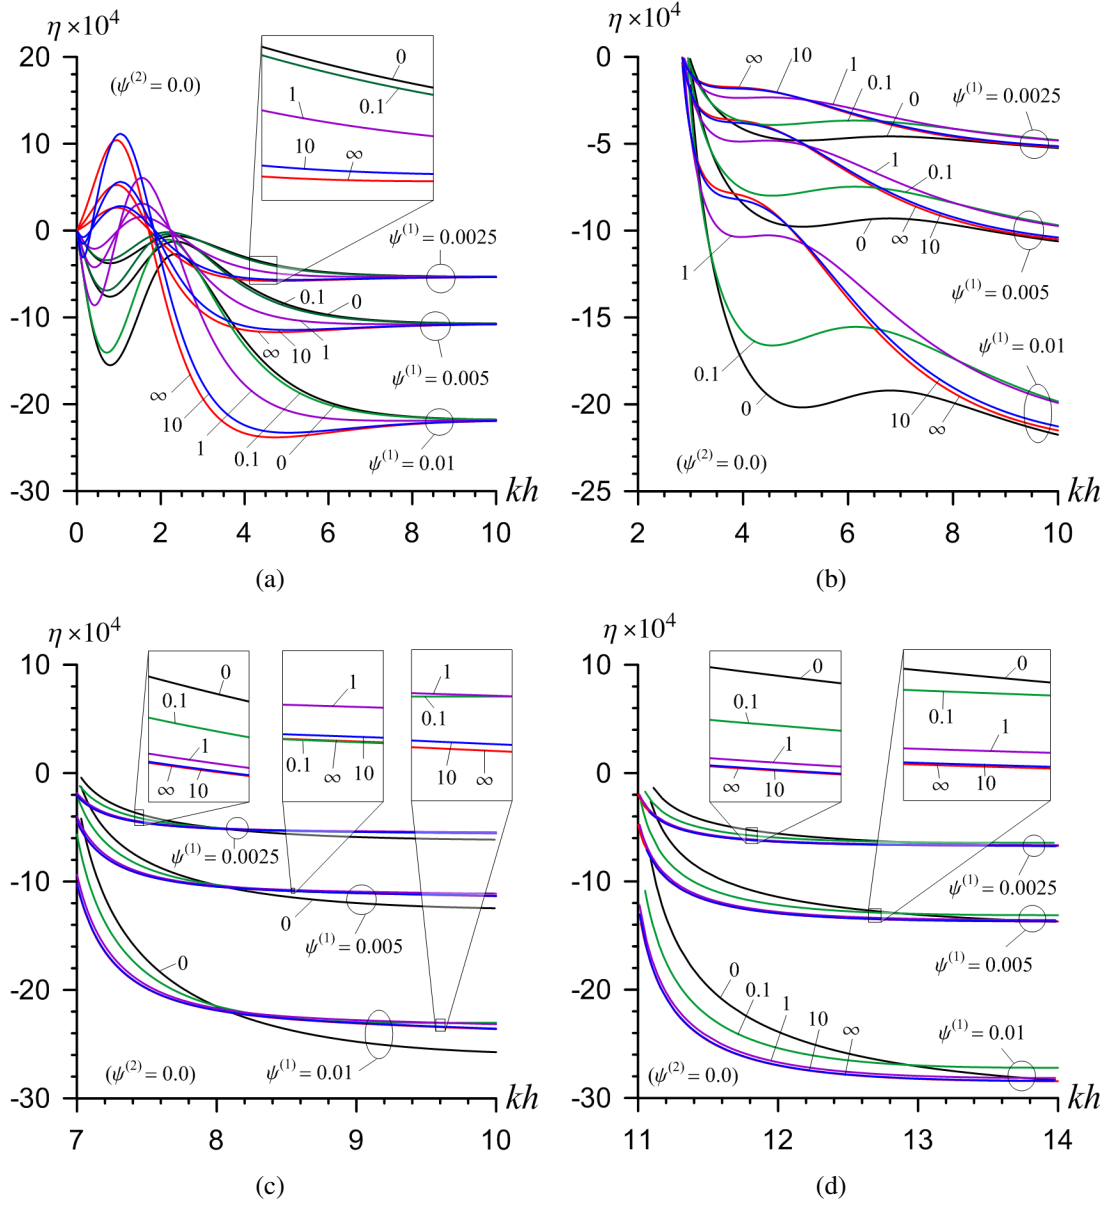 η ×10⁴
20
10
0
-10
-20
-30
0 2 4 6 8 10
kh
(ψ⁽²⁾ = 0.0)
0
0.1
1
10 ∞
ψ⁽¹⁾ = 0.0025
0.1 0
∞ 10 1
ψ⁽¹⁾ = 0.005
∞
10
1
0.1 0
ψ⁽¹⁾ = 0.01
(a)
η ×10⁴
0
-5
-10
-15
-20
-25
2 4 6 8 10
kh
∞ 10 1 0.1 0
ψ⁽¹⁾ = 0.0025
1 0.1
0 ∞ 10
ψ⁽¹⁾ = 0.005
1
ψ⁽¹⁾ = 0.01
0.1
0
10 ∞
(ψ⁽²⁾ = 0.0)
(b)
η ×10⁴
10
0
-10
-20
-30
7 8 9 10
kh
0
0.1
1
∞ 10
1
0.1 ∞ 10
1
0.1
10 ∞
ψ⁽¹⁾ = 0.0025
0
ψ⁽¹⁾ = 0.005
0
(ψ⁽²⁾ = 0.0)
ψ⁽¹⁾ = 0.01
(c)
η ×10⁴
10
0
-10
-20
-30
11 12 13 14
kh
0
0.1
1
∞ 10
0
0.1
1
∞ 10
ψ⁽¹⁾ = 0.0025
ψ⁽¹⁾ = 0.005
0
0.1 1 10 ∞
ψ⁽¹⁾ = 0.01
(ψ⁽²⁾ = 0.0)
(d)